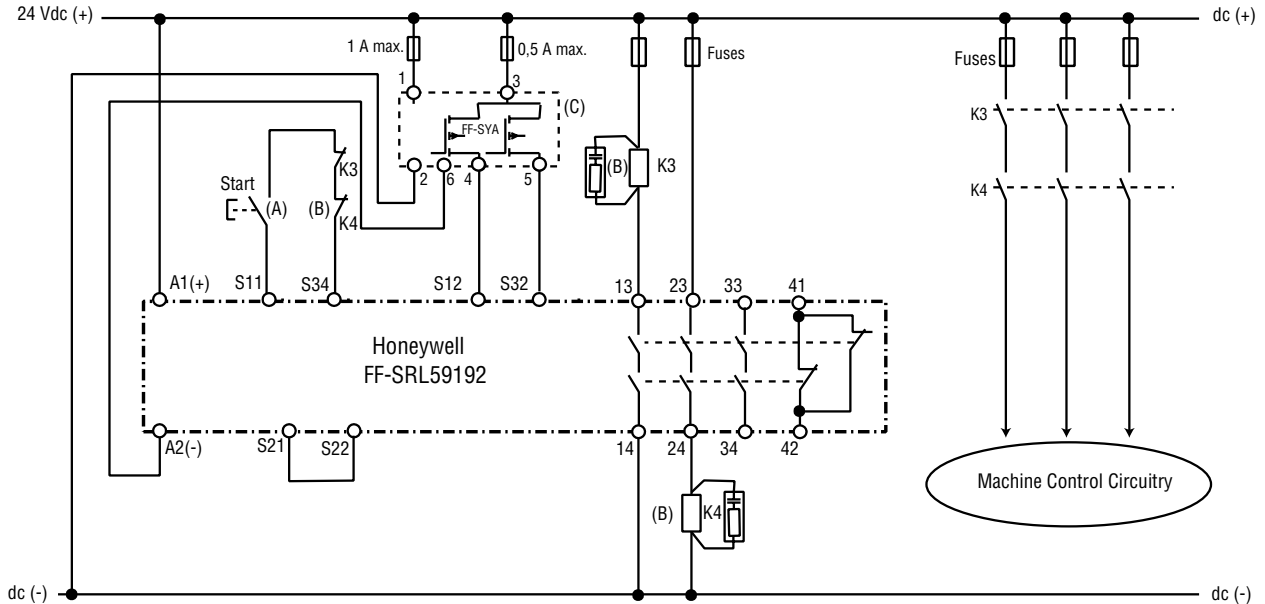 24 Vdc (+)
dc (+)
1 A max.
0,5 A max.
Fuses
Fuses
1
3
(C)
FF-SYA
K3
2
6
4
5
(B)
K3
K3
Start
(A)
(B)
K4
K4
A1(+)
S11
S34
S12
S32
13
23
33
41
Honeywell
FF-SRL59192
A2(-)
S21
S22
14
24
34
42
Machine Control Circuitry
(B)
K4
dc (-)
dc (-)